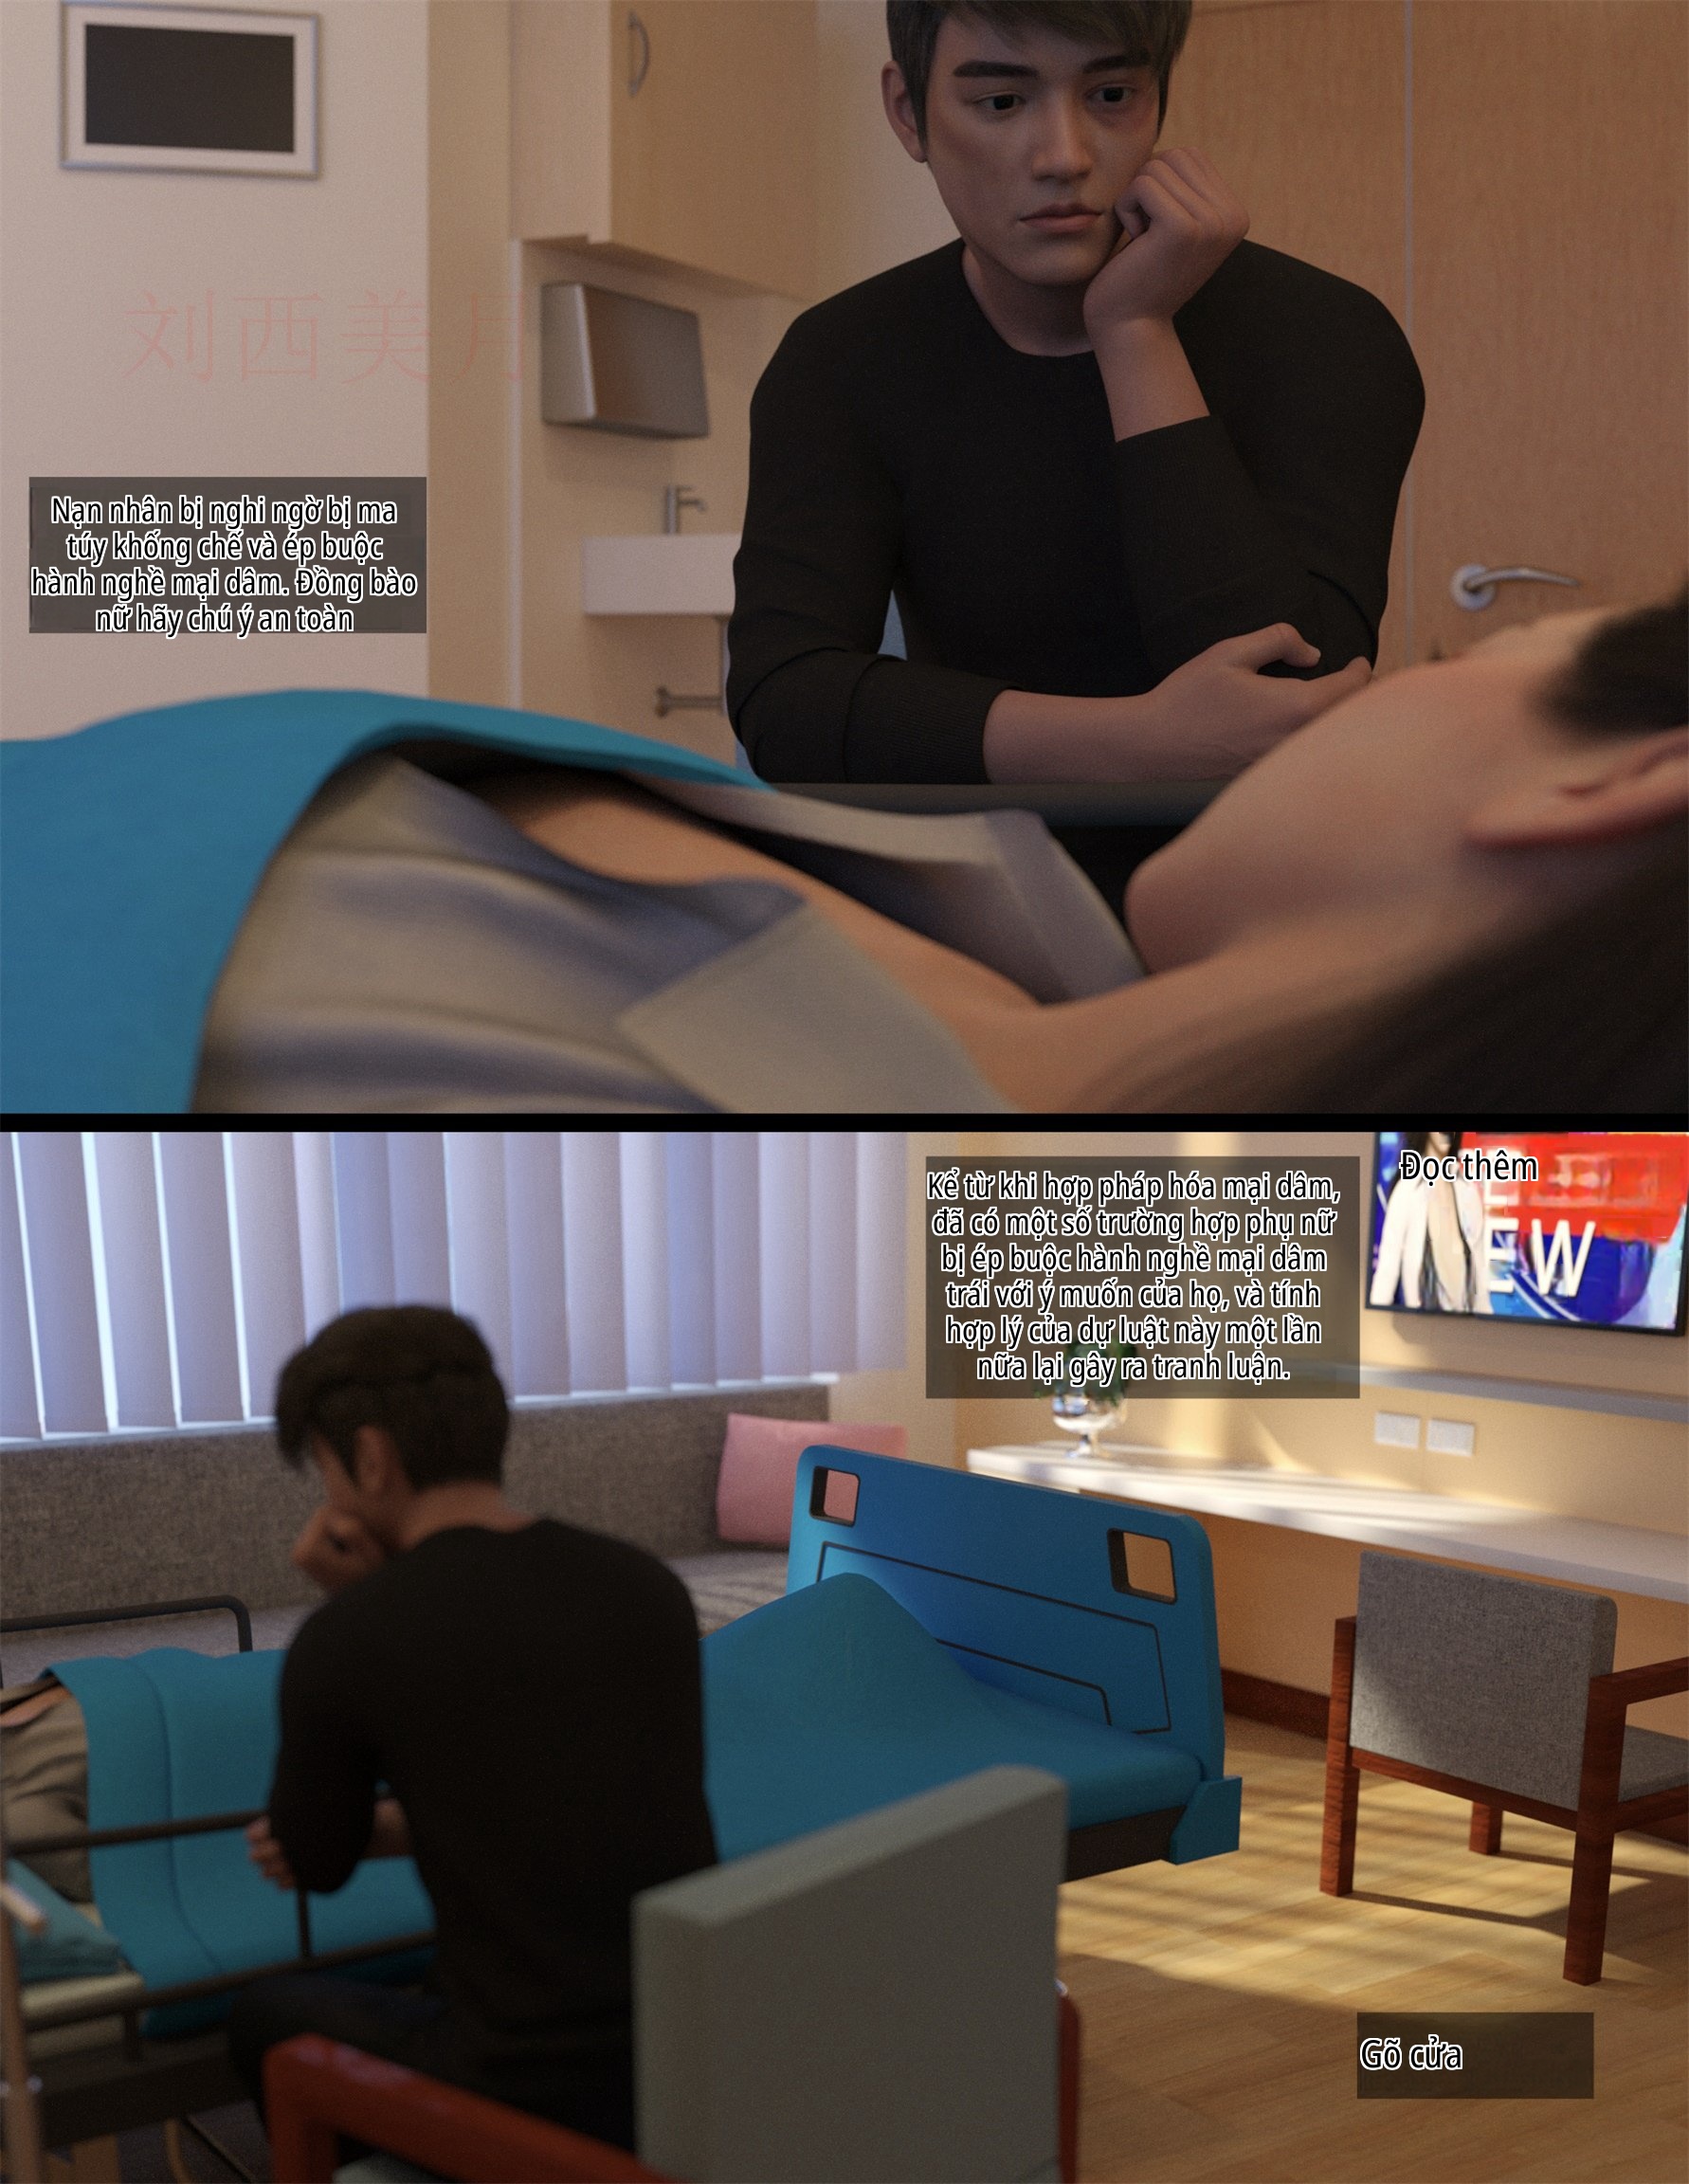 刘西美月
Nạn nhân bị nghi ngờ bị ma
túy khống chế và ép buộc
hành nghề mại dâm. Đồng bào
nữ hãy chú ý an toàn
Kể từ khi hợp pháp hóa mại dâm,
đã có một số trường hợp phụ nữ
bị ép buộc hành nghề mại dâm
trái với ý muốn của họ, và tính
hợp lý của dự luật này một lần
nữa lại gây ra tranh luận.
Đọc thêm
EW
Gõ cửa